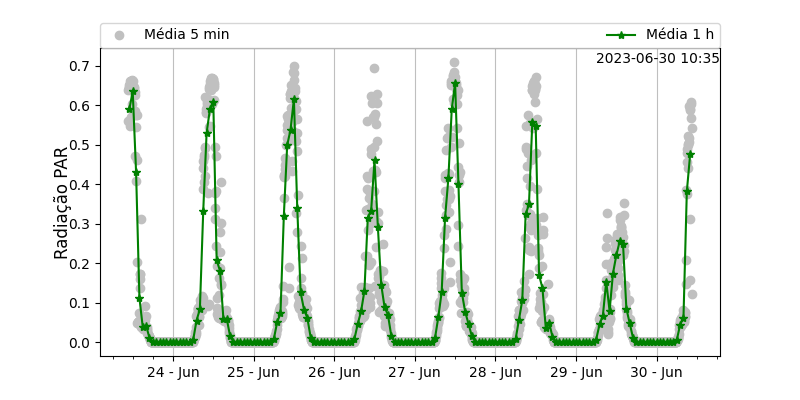 Média 5 min
Média 1 h
2023-06-30 10:35
Radiação PAR
0.7
0.6
0.5
0.4
0.3
0.2
0.1
0.0
24 - Jun
25 - Jun
26 - Jun
27 - Jun
28 - Jun
29 - Jun
30 - Jun